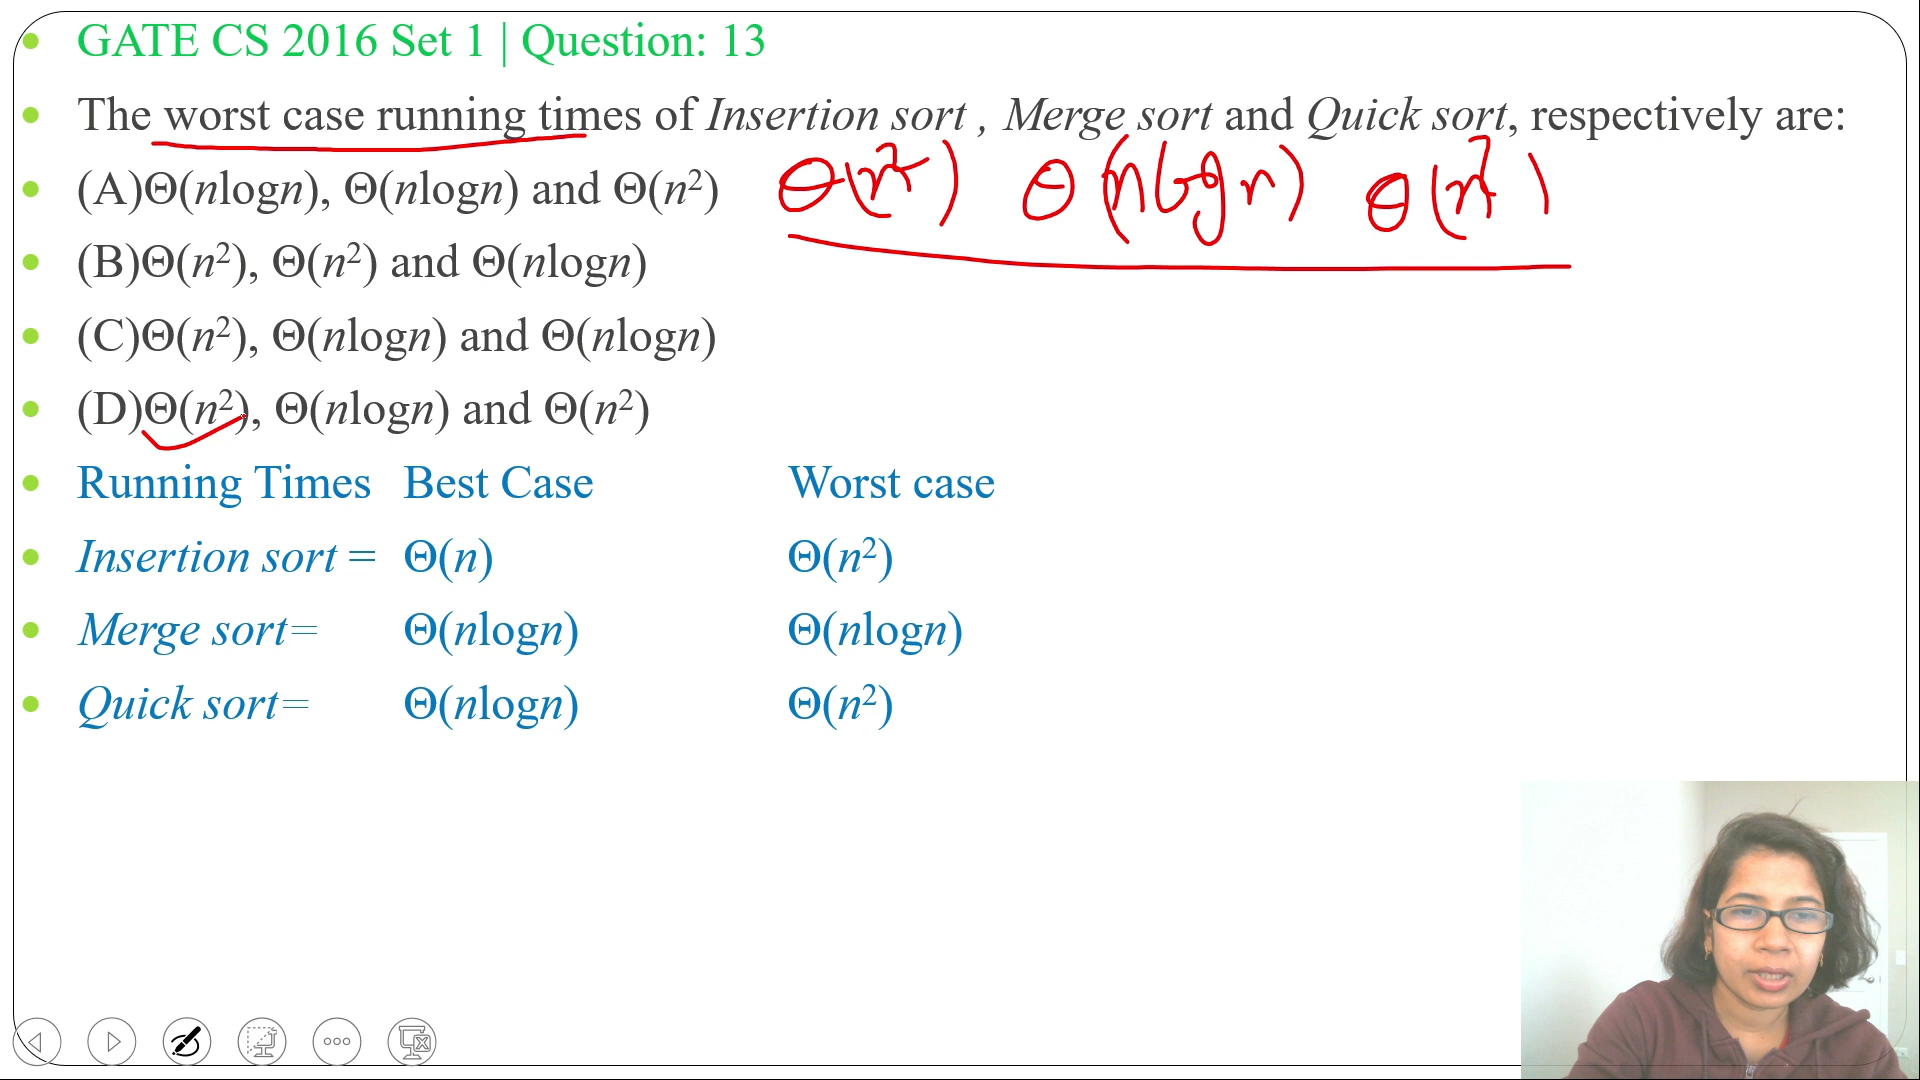 GATE CS 2016 Set 1 | Question: 13
The worst case running times of Insertion sort , Merge sort and Quick sort, respectively are:
Θ(n²) Θ(nlogn) Θ(n²)
(A)Θ(nlogn), Θ(nlogn) and Θ(n²)
(B)Θ(n²), Θ(n²) and Θ(nlogn)
(C)Θ(n²), Θ(nlogn) and Θ(nlogn)
(D)Θ(n²), Θ(nlogn) and Θ(n²)
Running Times Best Case Worst case
Insertion sort = Θ(n) Θ(n²)
Merge sort= Θ(nlogn) Θ(nlogn)
Quick sort= Θ(nlogn) Θ(n²)